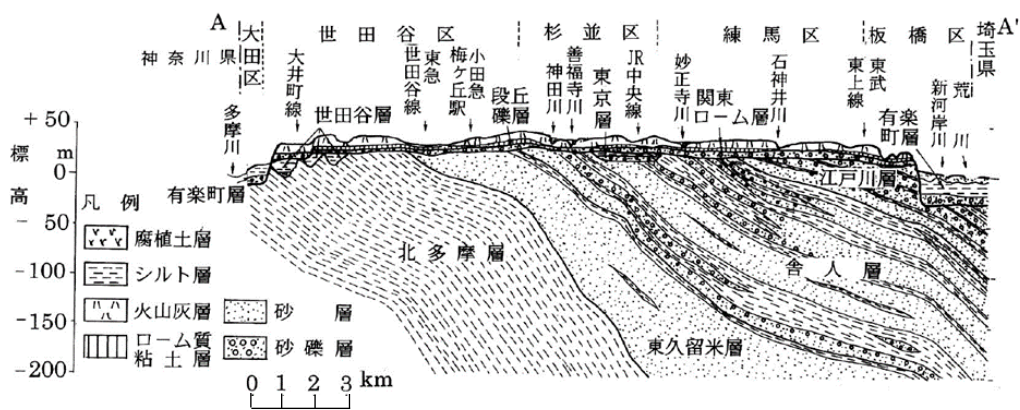 A
A'
神奈川県
大田区
世田谷区
杉並区
練馬区
板橋区
埼玉県
多摩川
大井町線
世田谷層
東急
世田谷線
小田急
梅ヶ丘駅
段丘
礫層
神田川
善福寺川
東京層
JR中央線
妙正寺川
関東
ローム層
石神井川
東武
東上線
有楽
町層
新河岸川
荒川
+50
標高 m
0
-50
-100
-150
-200
有楽町層
江戸川層
北多摩層
舎人層
東久留米層
凡例
腐植土層
シルト層
火山灰層
砂層
ローム質
粘土層
砂礫層
0 1 2 3 km